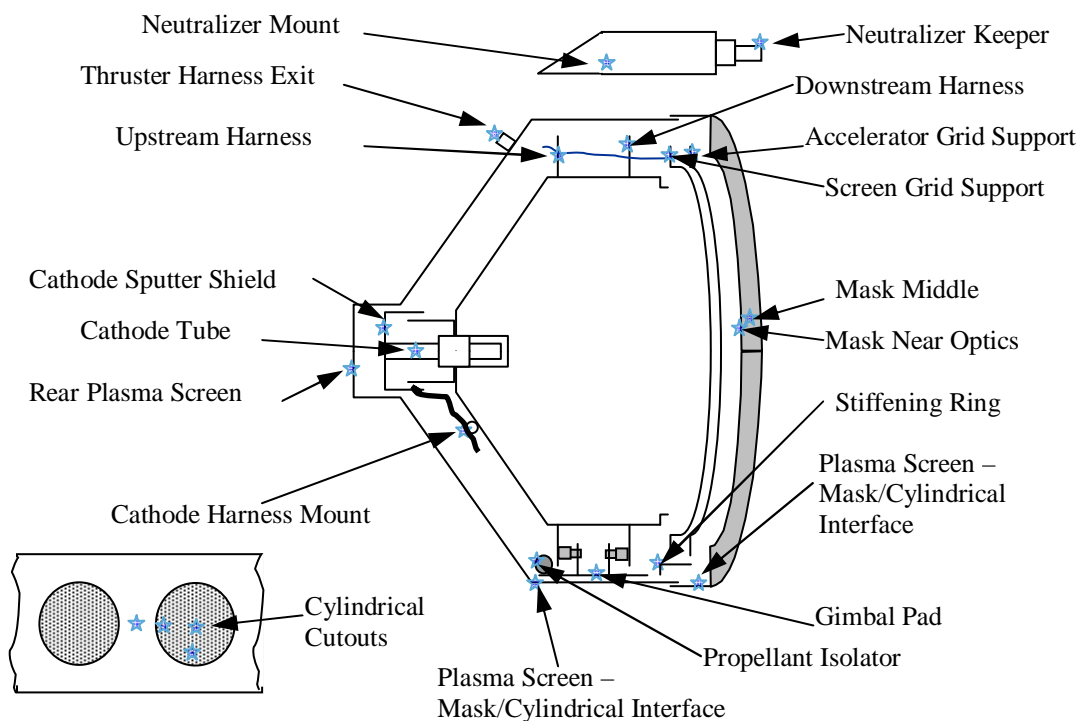 Neutralizer Mount
Neutralizer Keeper
Thruster Harness Exit
Downstream Harness
Upstream Harness
Accelerator Grid Support
Screen Grid Support
Cathode Sputter Shield
Mask Middle
Cathode Tube
Mask Near Optics
Rear Plasma Screen
Stiffening Ring
Plasma Screen –
Mask/Cylindrical
Interface
Cathode Harness Mount
Cylindrical
Cutouts
Gimbal Pad
Propellant Isolator
Plasma Screen –
Mask/Cylindrical Interface